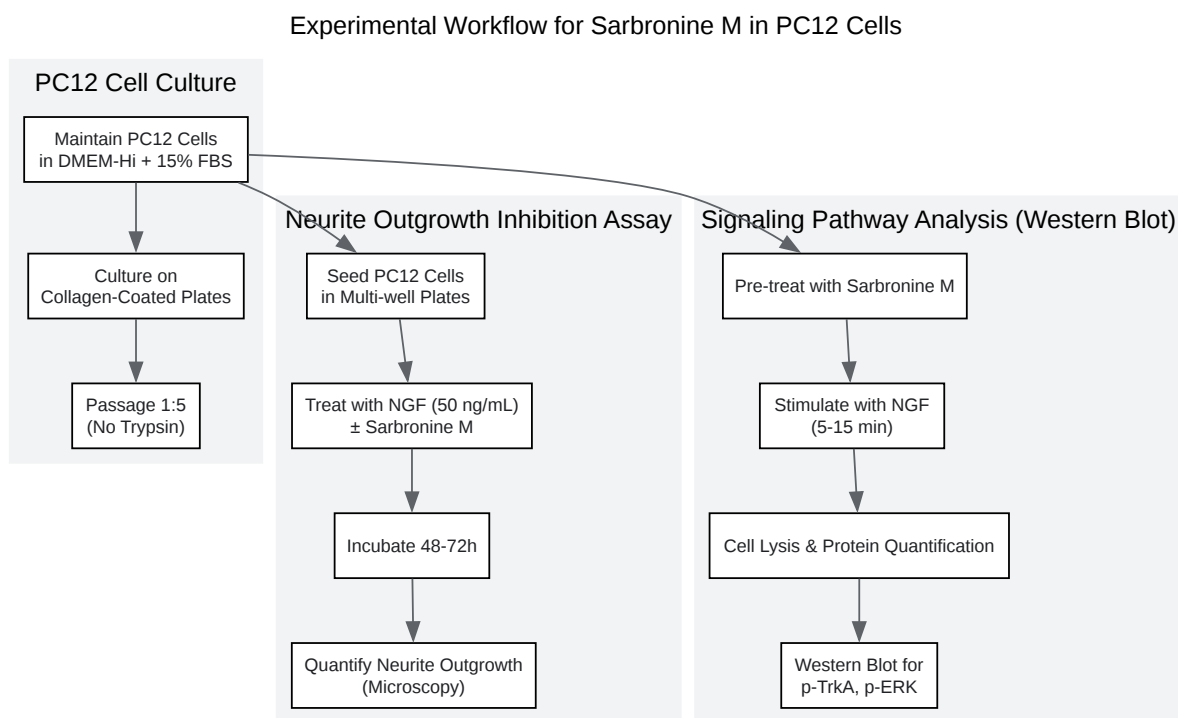 Experimental Workflow for Sarbronine M in PC12 Cells
PC12 Cell Culture
Maintain PC12 Cells
in DMEM-Hi + 15% FBS
Culture on
Collagen-Coated Plates
Passage 1:5
(No Trypsin)
Neurite Outgrowth Inhibition Assay
Seed PC12 Cells
in Multi-well Plates
Treat with NGF (50 ng/mL)
± Sarbronine M
Incubate 48-72h
Quantify Neurite Outgrowth
(Microscopy)
Signaling Pathway Analysis (Western Blot)
Pre-treat with Sarbronine M
Stimulate with NGF
(5-15 min)
Cell Lysis & Protein Quantification
Western Blot for
p-TrkA, p-ERK